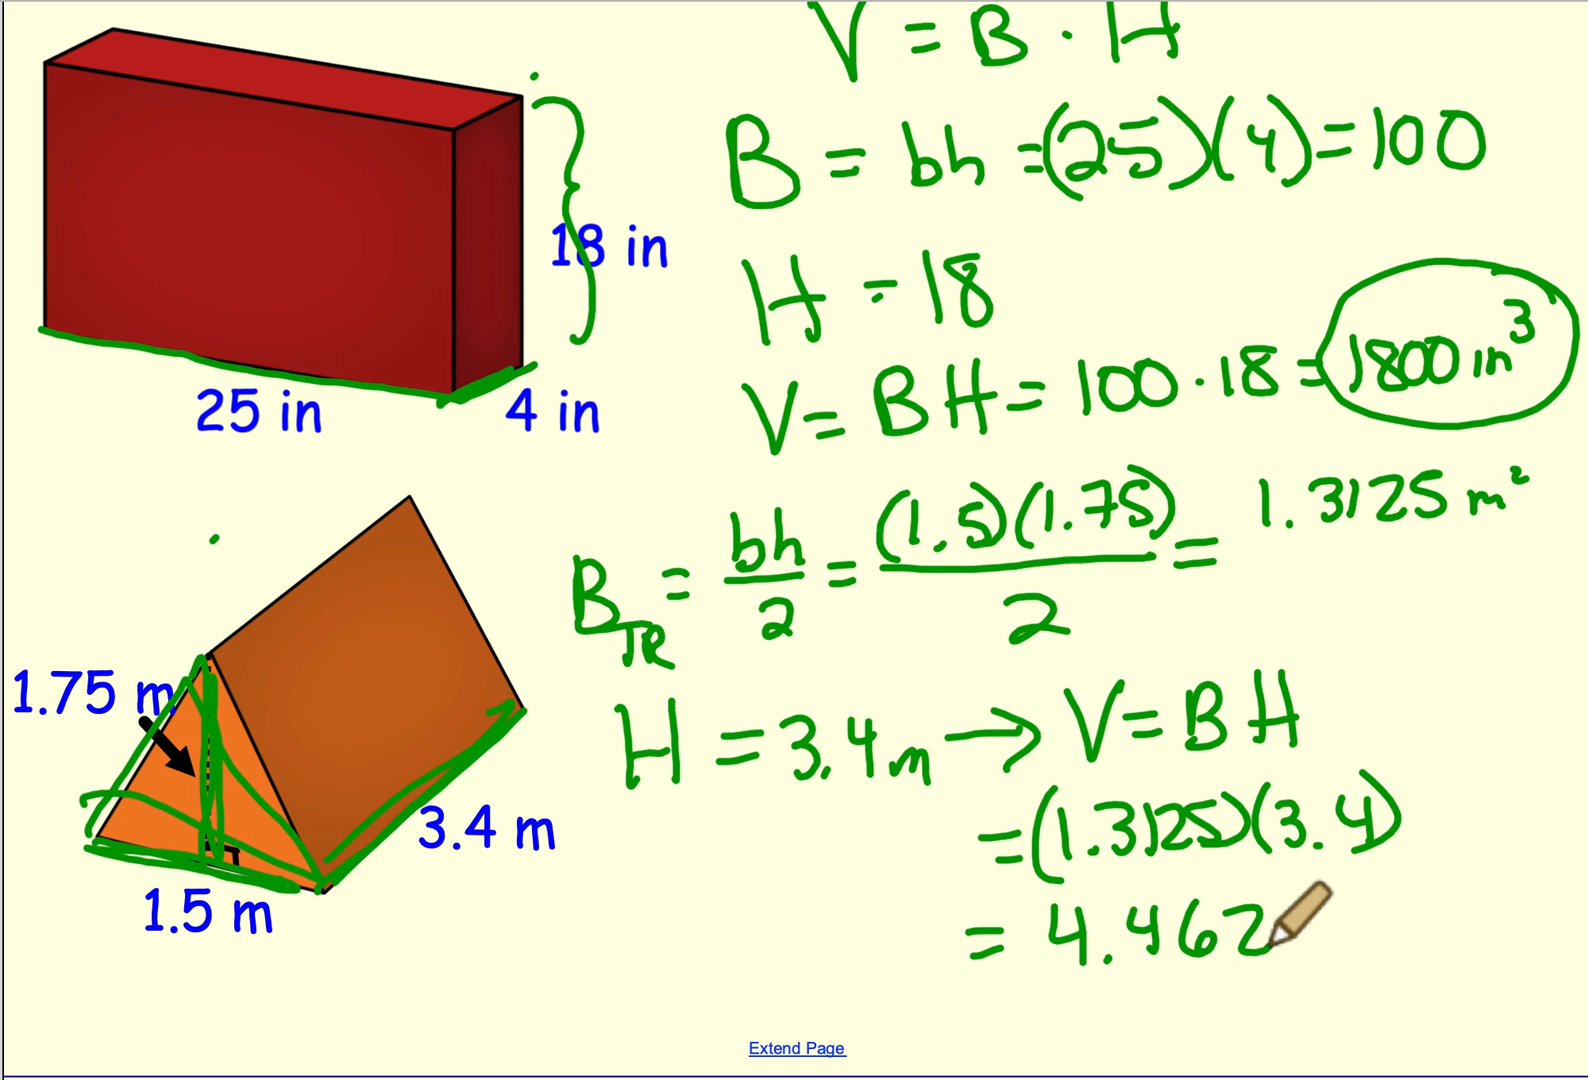 V = B · H
B = bh = (25)(4) = 100
18 in
H = 18
V = BH = 100 · 18 = 1800 in³
25 in
4 in
B_TR = bh/2 = (1.5)(1.75)/2 = 1.3125 m²
1.75 m
H = 3.4 m → V = BH
3.4 m
= (1.3125)(3.4)
1.5 m
= 4.462
Extend Page